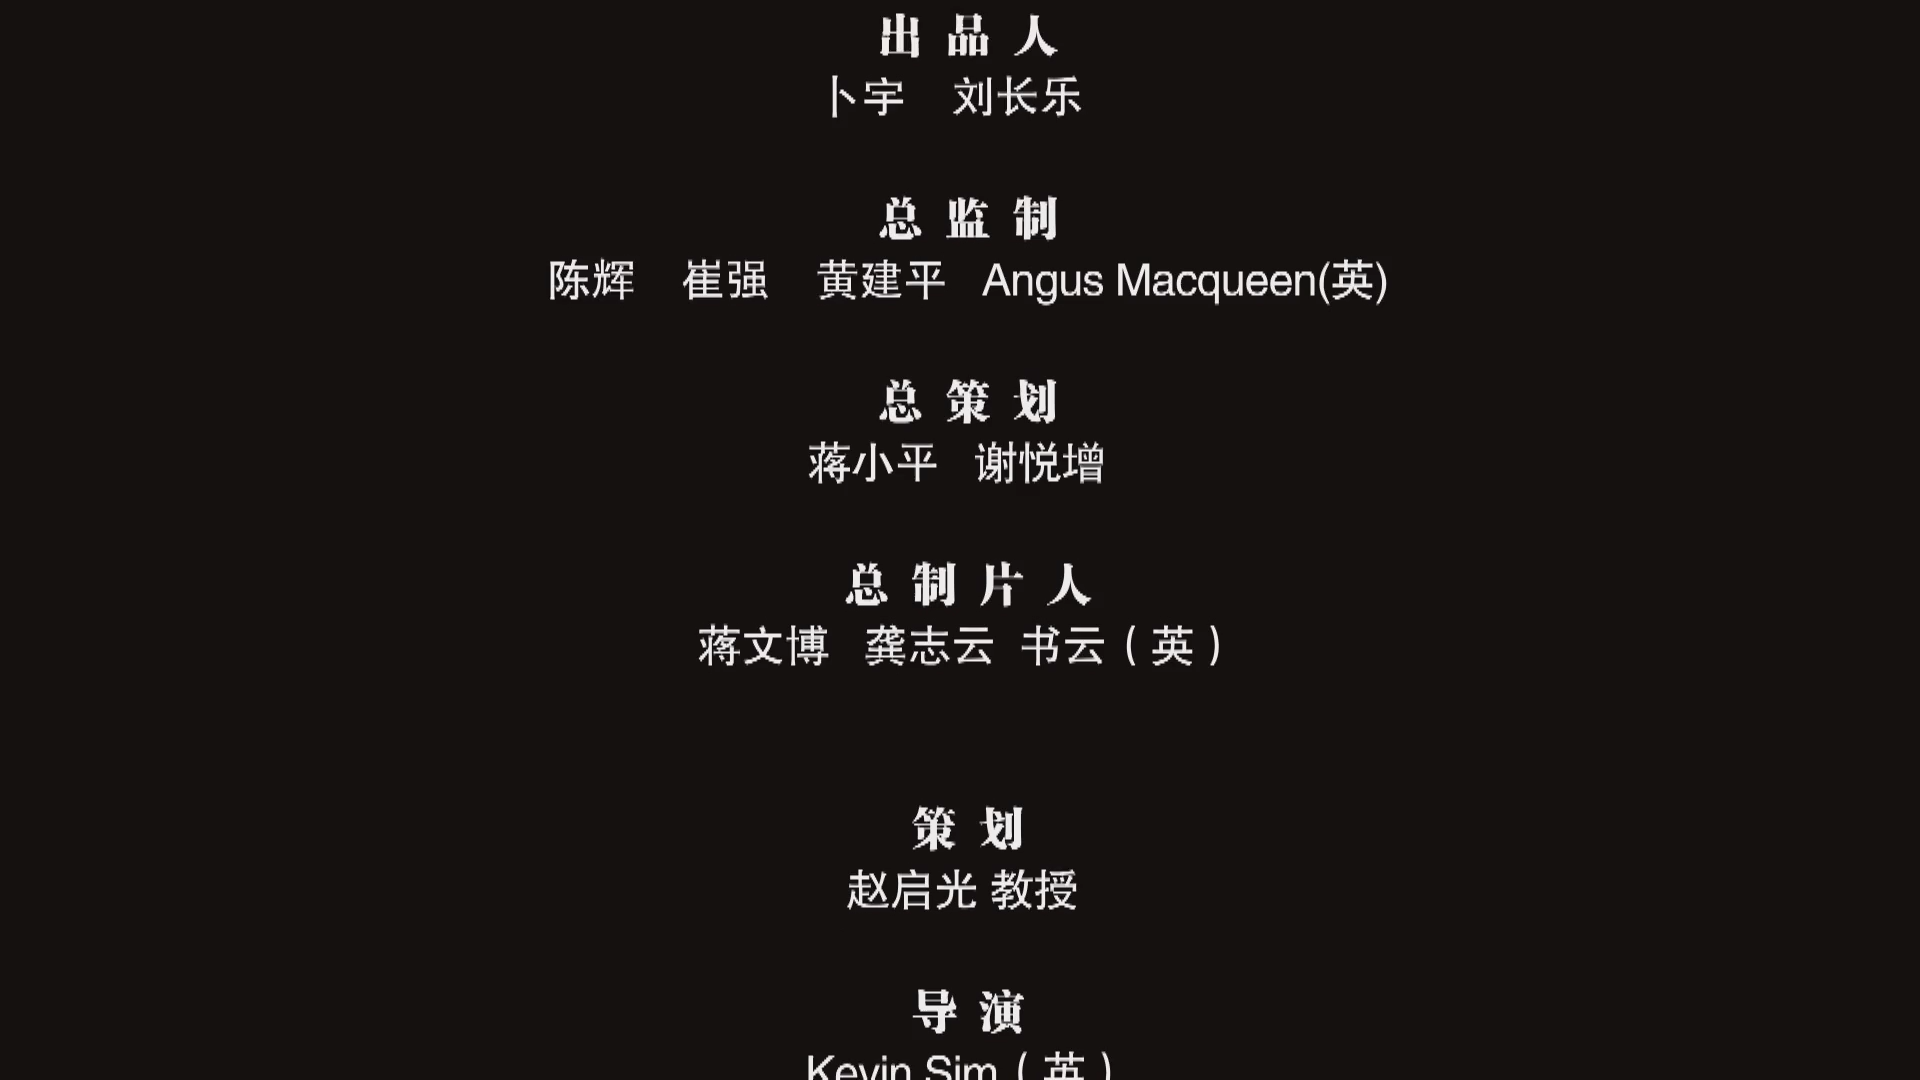 出品人
卜宇 刘长乐
总监制
陈辉 崔强 黄建平 Angus Macqueen(英)
总策划
蒋小平 谢悦增
总制片人
蒋文博 龚志云 书云（英）
策划
赵启光 教授
导演
Kevin Sim（英）